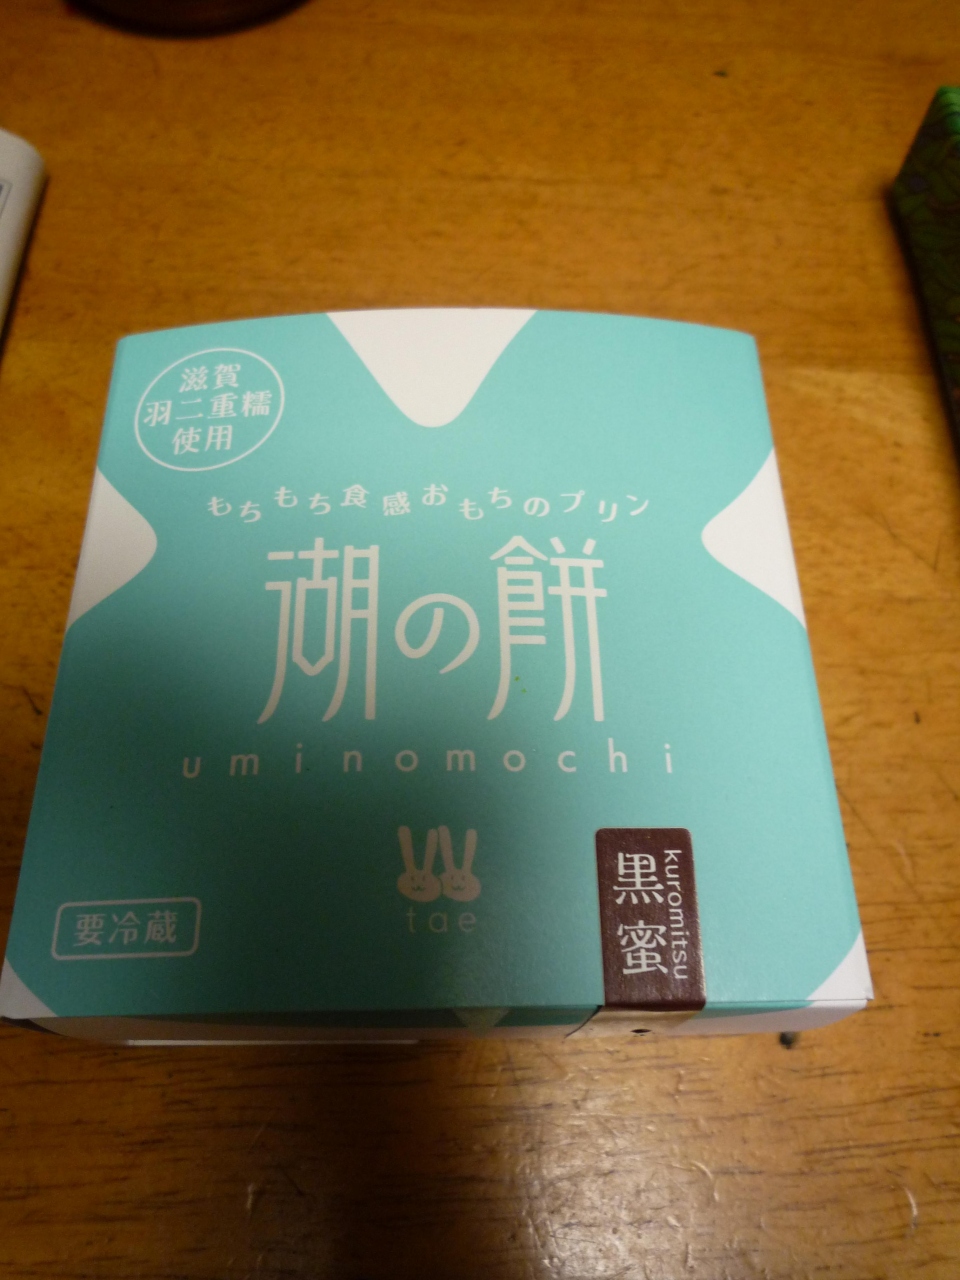 滋賀
羽二重糯
使用
もちもち食感おもちのプリン
湖の餅
uminomochi
tae
要冷蔵
黒蜜
kuromitsu